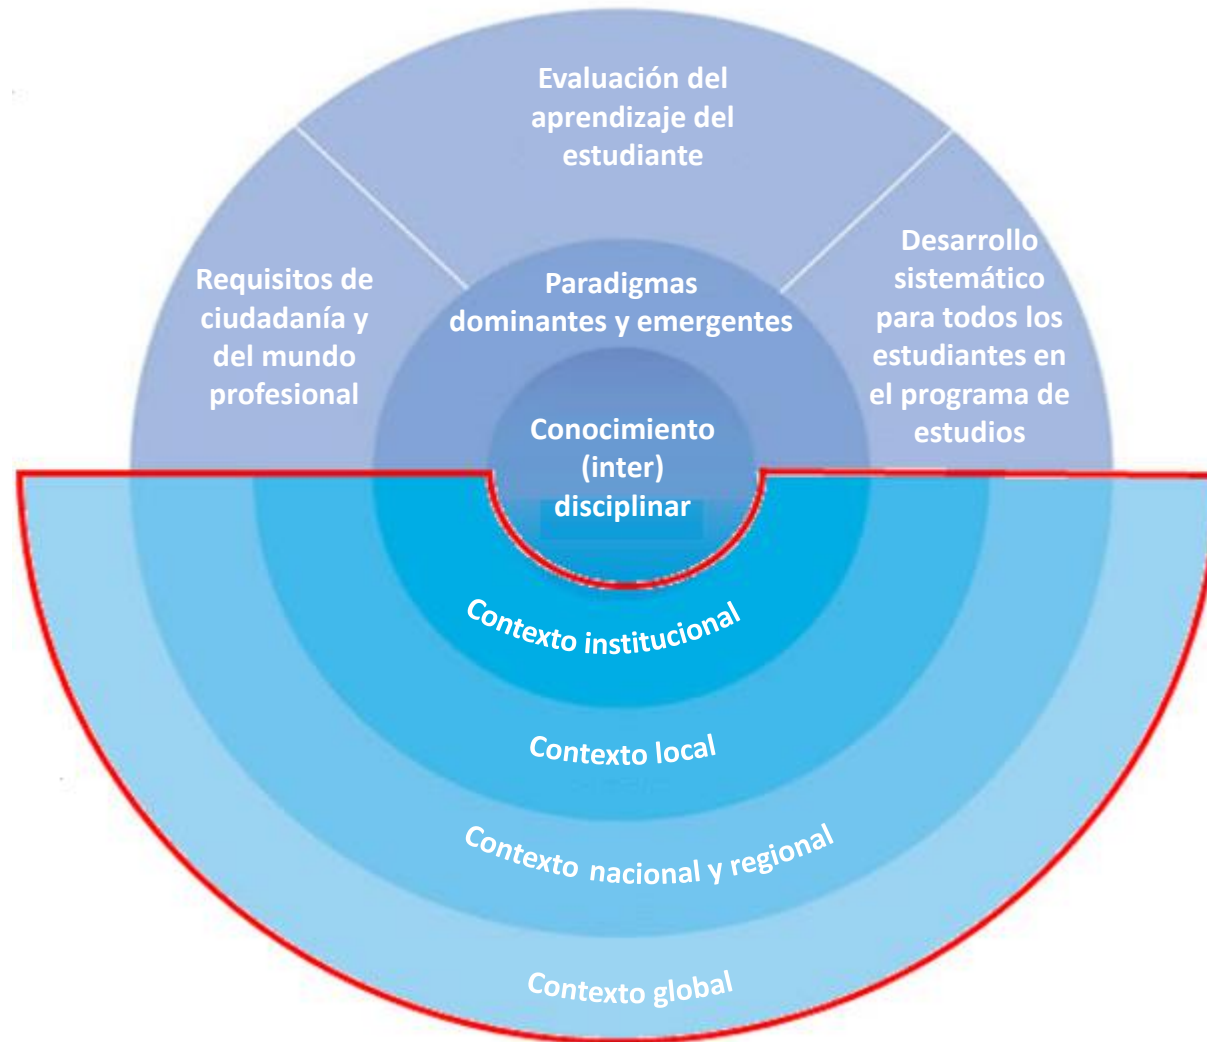 Evaluación del
aprendizaje del
estudiante
Requisitos de
ciudadanía y
del mundo
profesional
Paradigmas
dominantes y emergentes
Desarrollo
sistemático
para todos los
estudiantes en
el programa de
estudios
Conocimiento
(inter)
disciplinar
Contexto institucional
Contexto local
Contexto nacional y regional
Contexto global